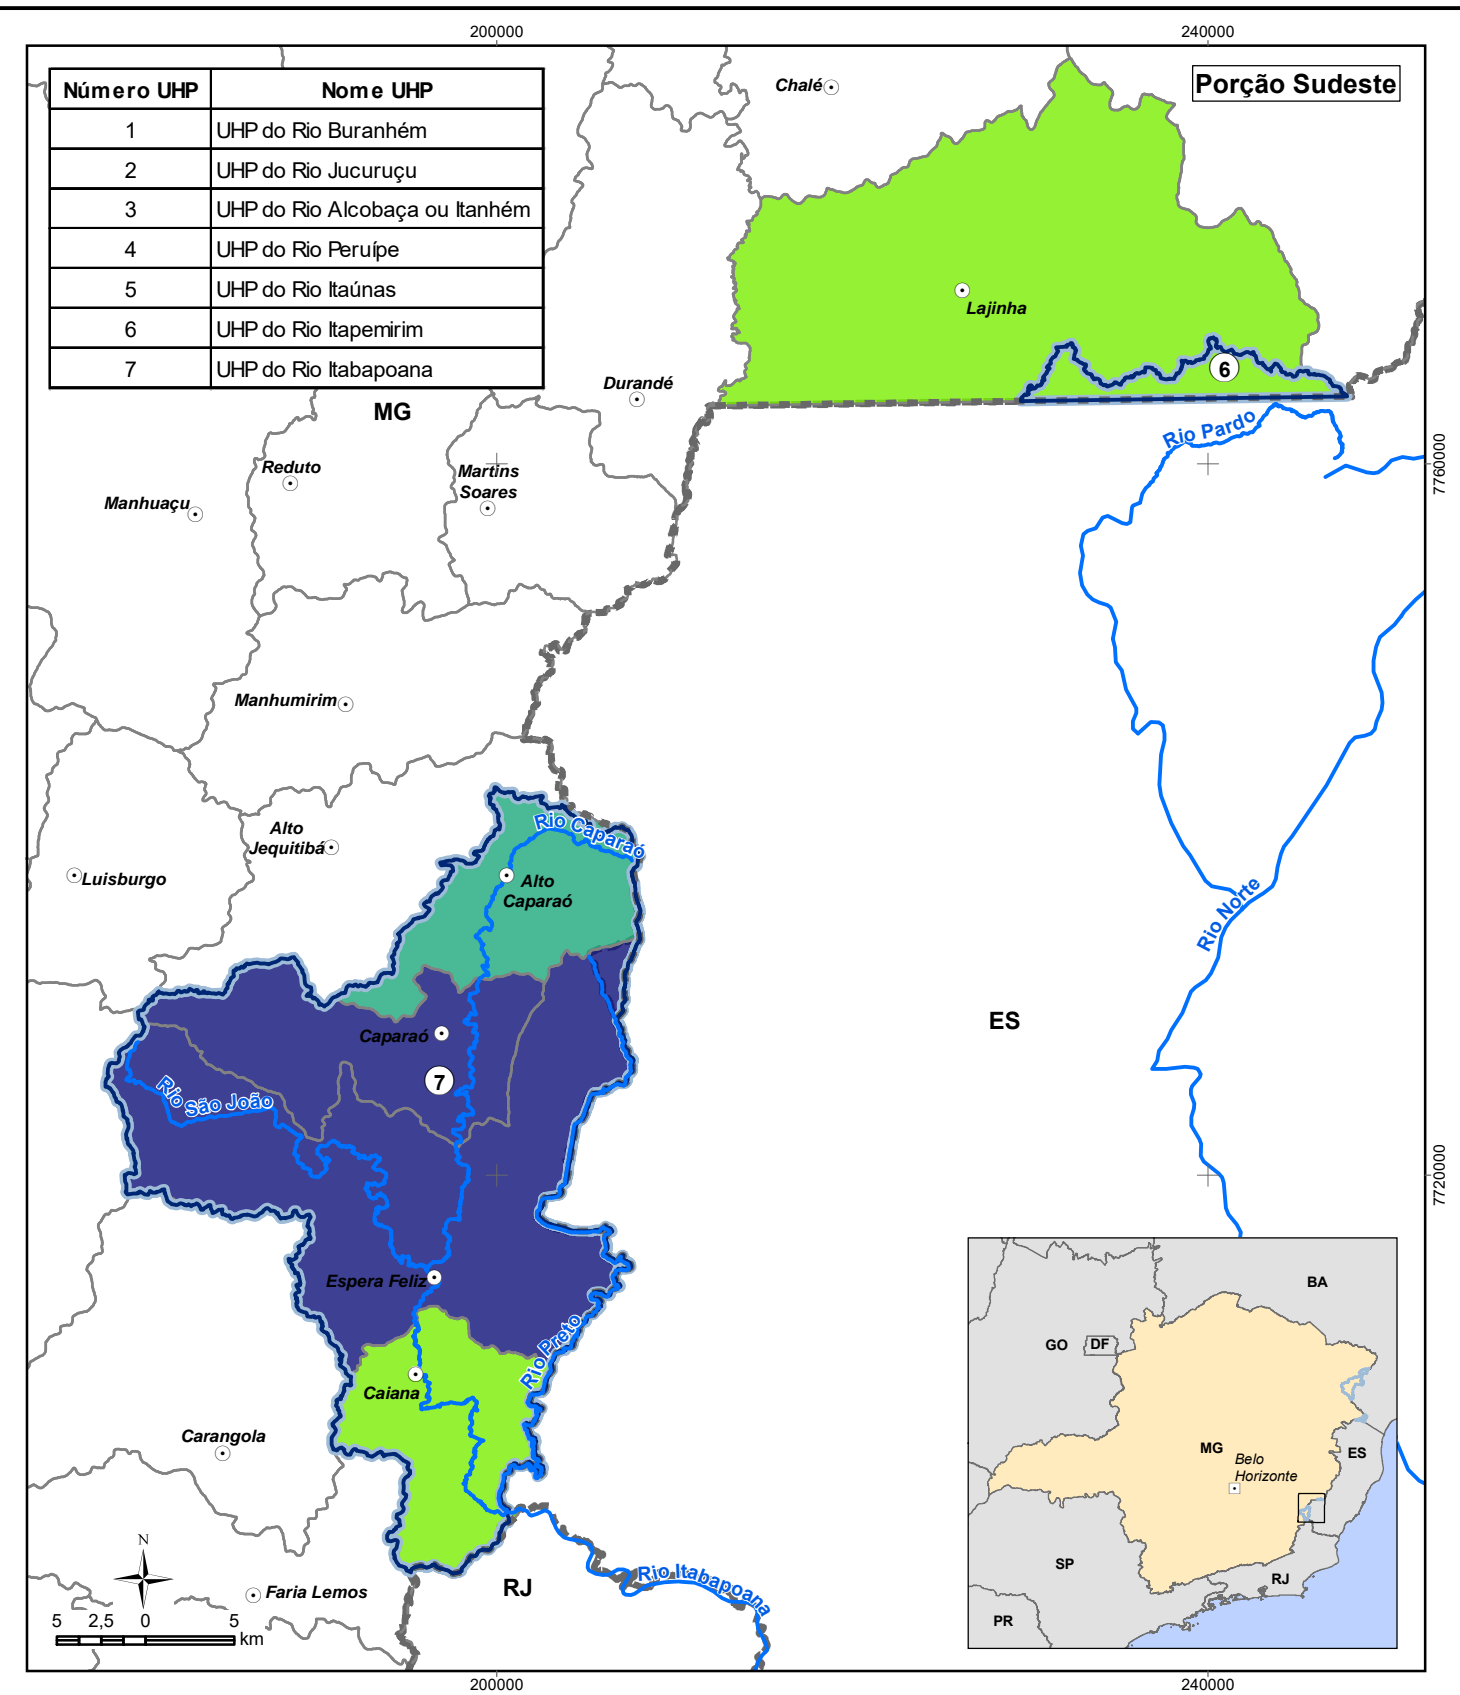 200000
240000
Porção Sudeste
Número UHP Nome UHP
1 UHP do Rio Buranhém
2 UHP do Rio Jucuruçu
3 UHP do Rio Alcobaça ou Itanhém
4 UHP do Rio Peruípe
5 UHP do Rio Itaúnas
6 UHP do Rio Itapemirim
7 UHP do Rio Itabapoana
Chalé
Lajinha
6
Durandé
MG
Rio Pardo
Reduto
Martins
Soares
Manhuaçu
7760000
Manhumirim
Alto
Jequitibá
Rio Caparaó
Luisburgo
Alto
Caparaó
Rio Norte
ES
Caparaó
7
Rio São João
7720000
Espera Feliz
Rio Preto
Caiana
Carangola
Faria Lemos
RJ
Rio Itabapoana
N
5 2,5 0 5
km
BA
GO
DF
MG
Belo
Horizonte
ES
SP
RJ
PR
200000
240000